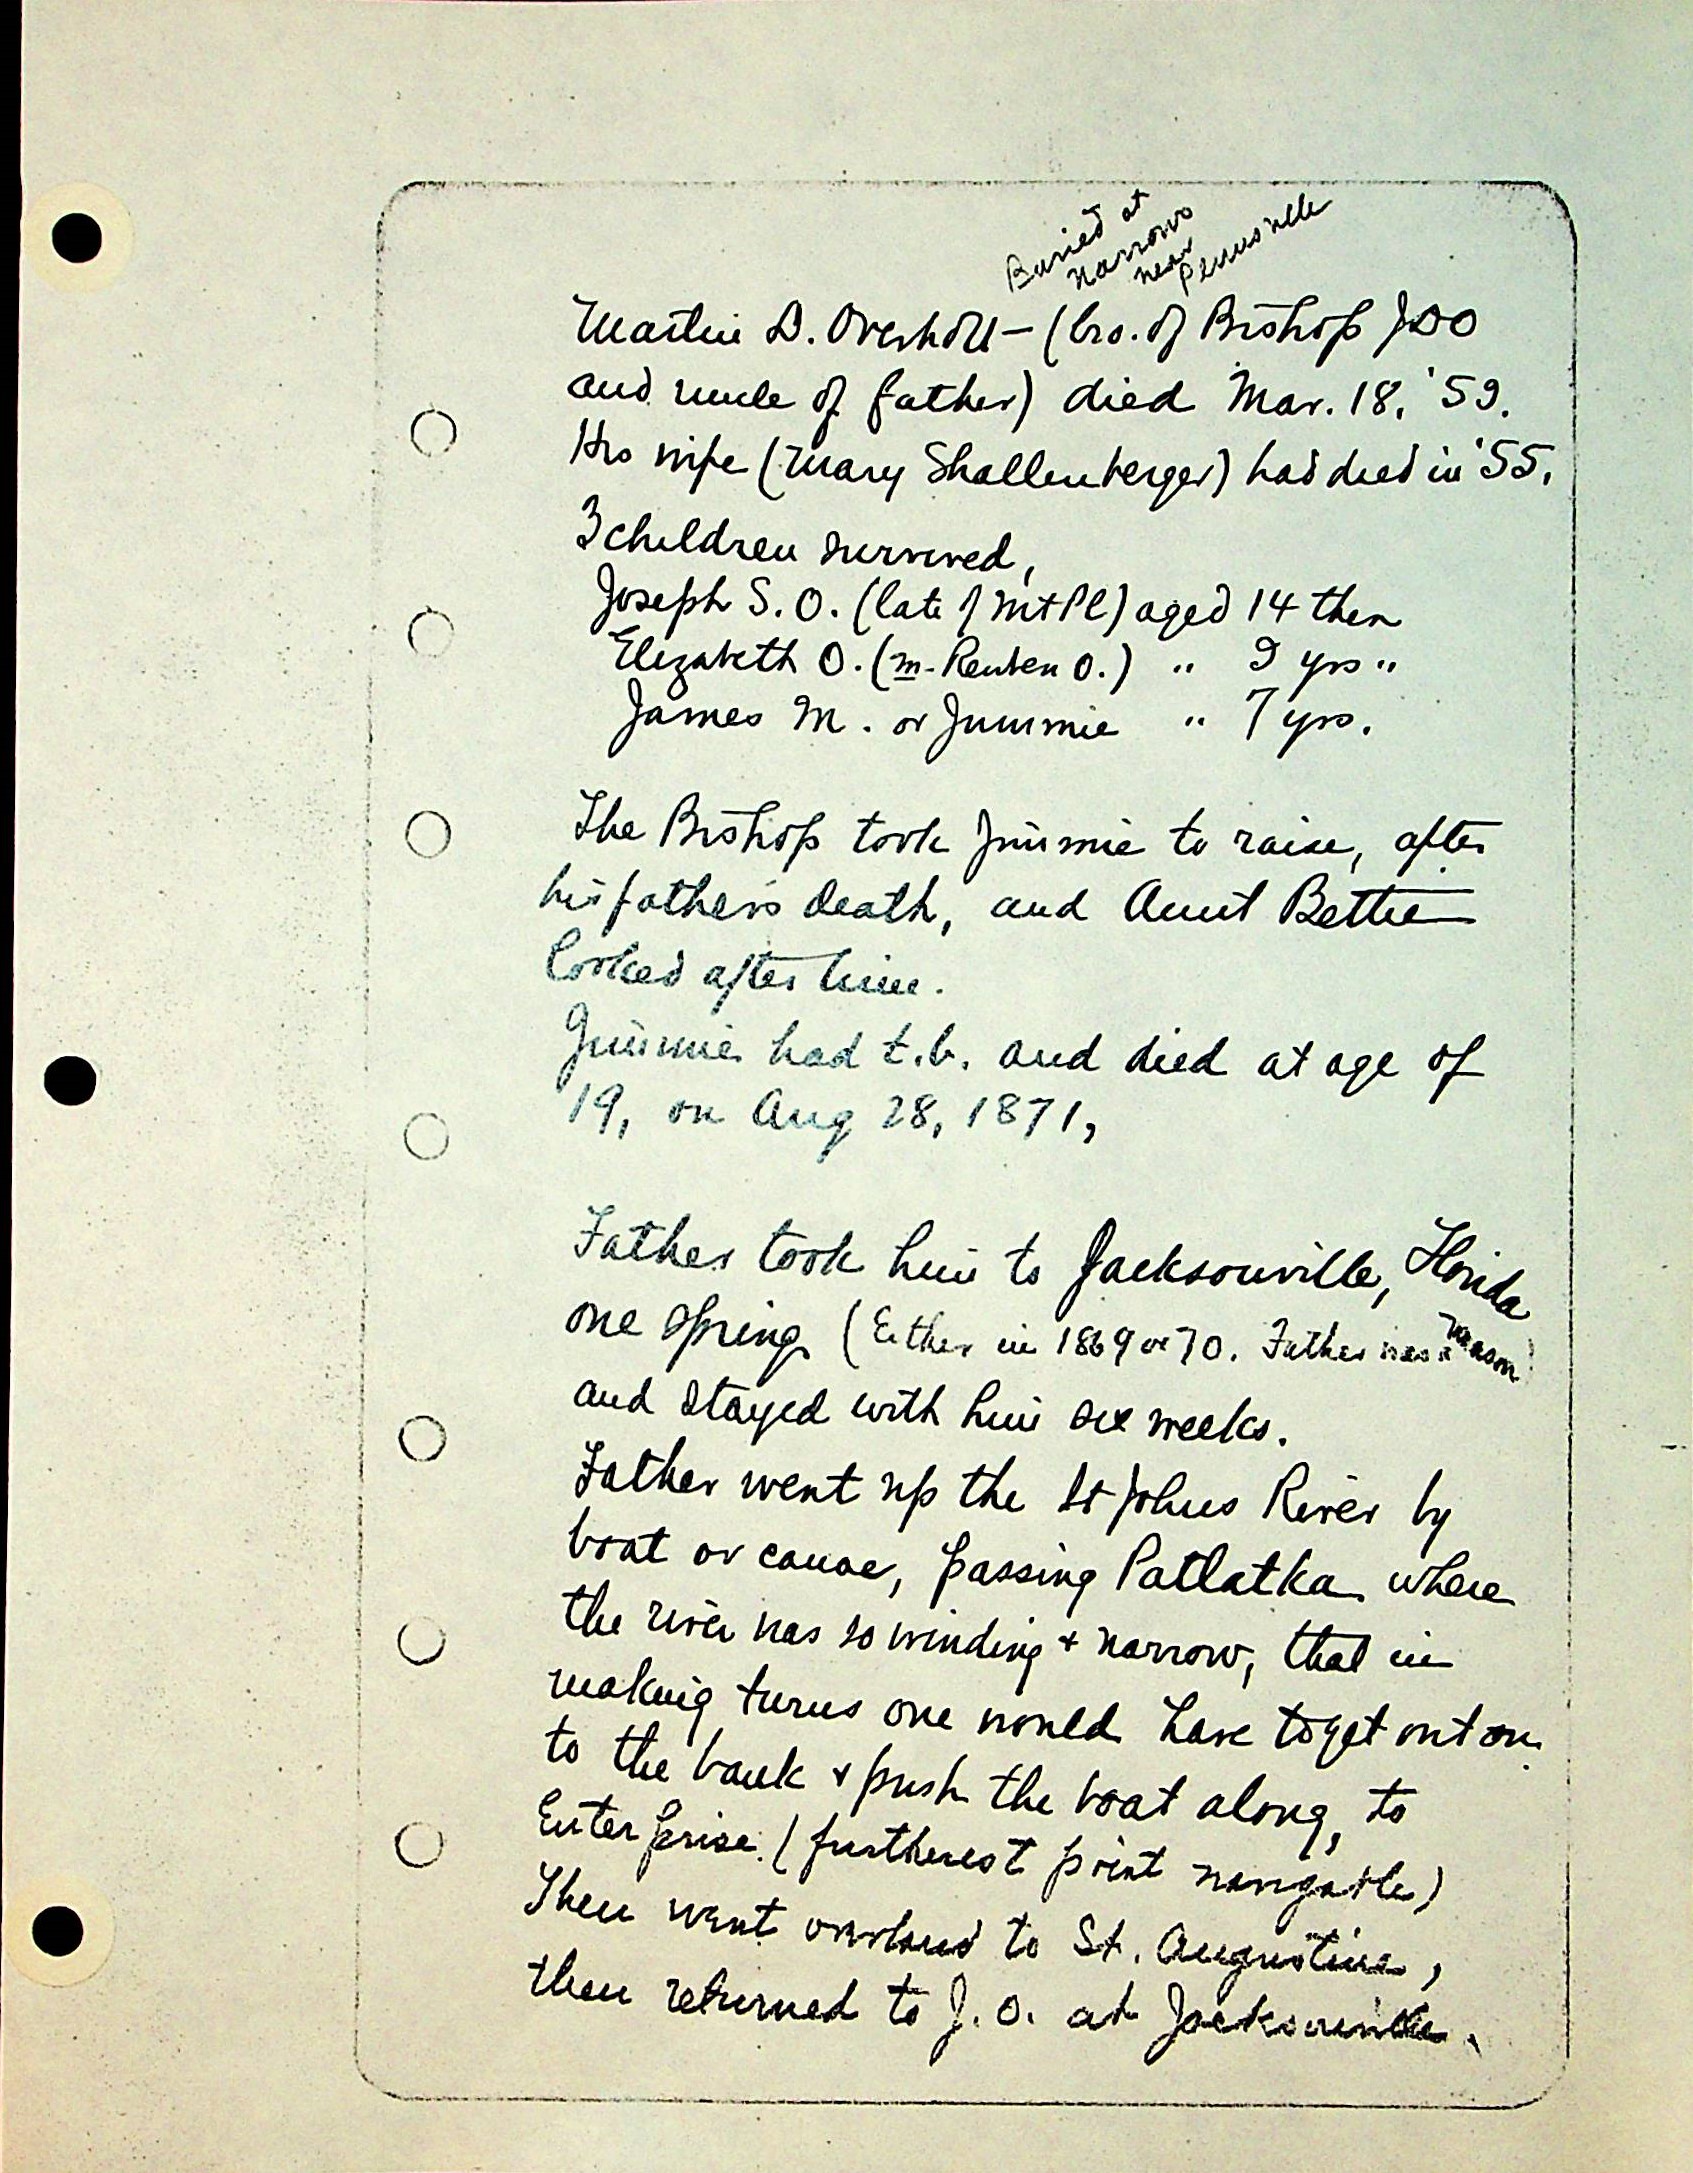 Buried at
narrows
near
Pennsville
Martin D. Overholt — (bro. of Bishop JDO
and uncle of father) died Mar. 18, '59.
His wife (Mary Shallenberger) had died in '55.
3 children survived,
Joseph S. O. (late of Mt Pl) aged 14 then
Elizabeth O. (m. Reuben O.) " 9 yrs "
James M. or Jimmie " 7 yrs.
The Bishop took Jimmie to raise, after
his father's death, and Aunt Bettie
looked after him.
Jimmie had t.b. and died at age of
19, on Aug 28, 1871,
Father took him to Jacksonville, Florida
one spring (Either in 1869 or 70. Father was a mason)
and stayed with him six weeks.
Father went up the St Johns River by
boat or canoe, passing Patlatka where
the river was so winding + narrow, that in
making turns one would have to get out on
to the bank + push the boat along, to
Enterprise. (furtherest point navigable)
Then went overland to St. Augustine,
then returned to J. O. at Jacksonville.